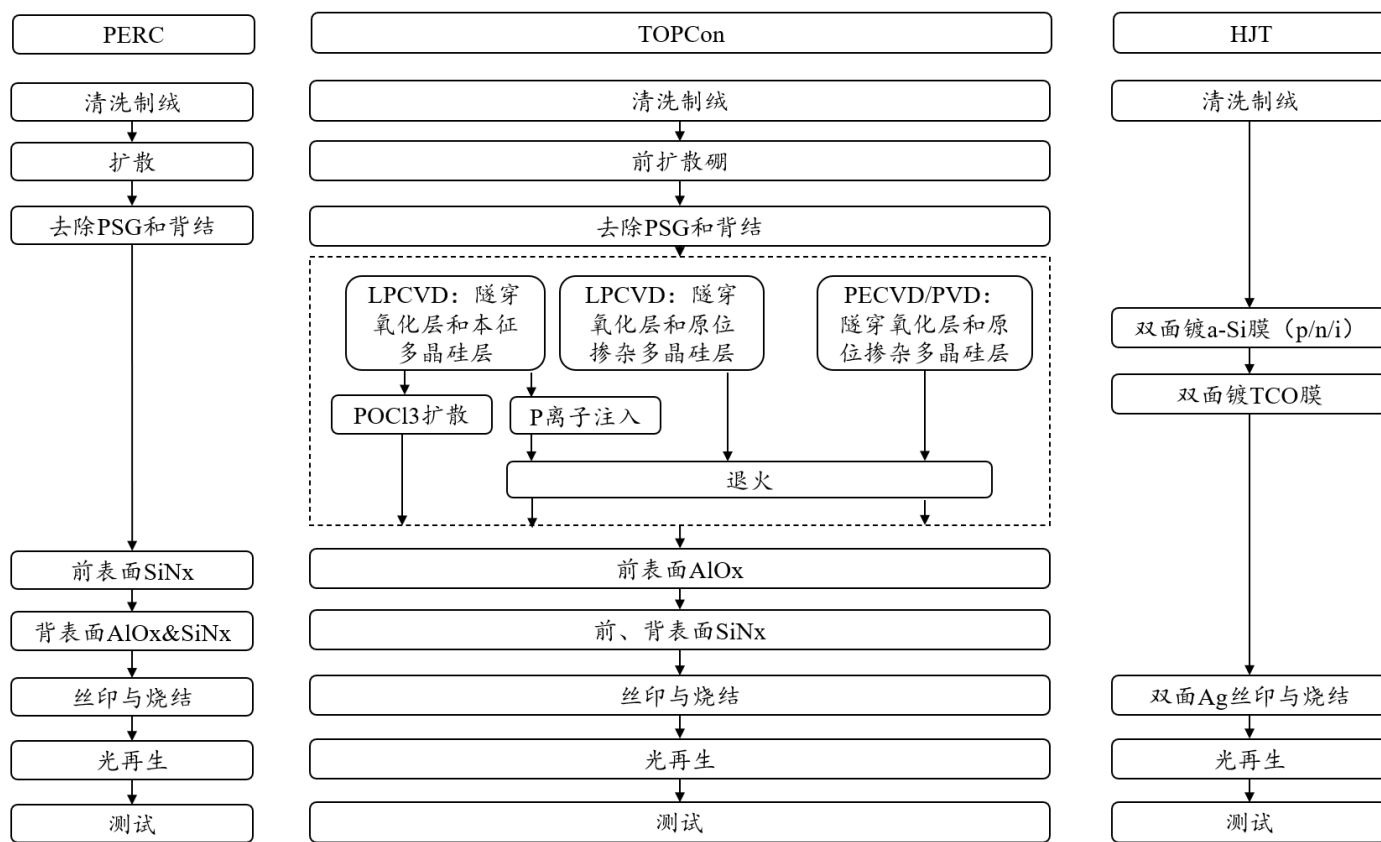 PERC
TOPCon
HJT
清洗制绒
清洗制绒
清洗制绒
扩散
前扩散硼
去除PSG和背结
去除PSG和背结
LPCVD：隧穿
氧化层和本征
多晶硅层
LPCVD：隧穿
氧化层和原位
掺杂多晶硅层
PECVD/PVD：
隧穿氧化层和原
位掺杂多晶硅层
双面镀a-Si膜（p/n/i）
POCl3扩散
P离子注入
双面镀TCO膜
退火
前表面SiNx
前表面AlOx
背表面AlOx&SiNx
前、背表面SiNx
丝印与烧结
丝印与烧结
双面Ag丝印与烧结
光再生
光再生
光再生
测试
测试
测试